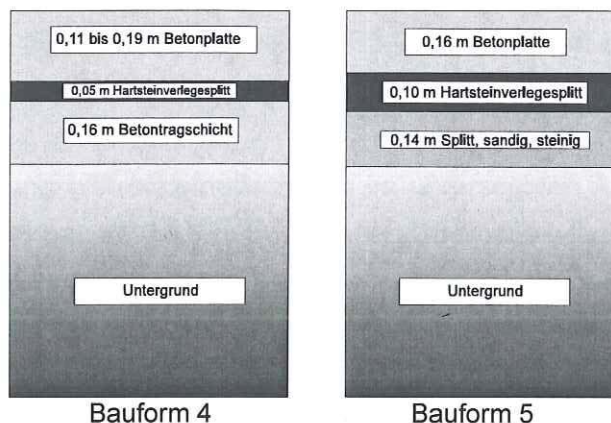 0,11 bis 0,19 m Betonplatte
0,05 m Hartsteinverlegesplitt
0,16 m Betontragschicht
Untergrund
Bauform 4
0,16 m Betonplatte
0,10 m Hartsteinverlegesplitt
0,14 m Splitt, sandig, steinig
Untergrund
Bauform 5